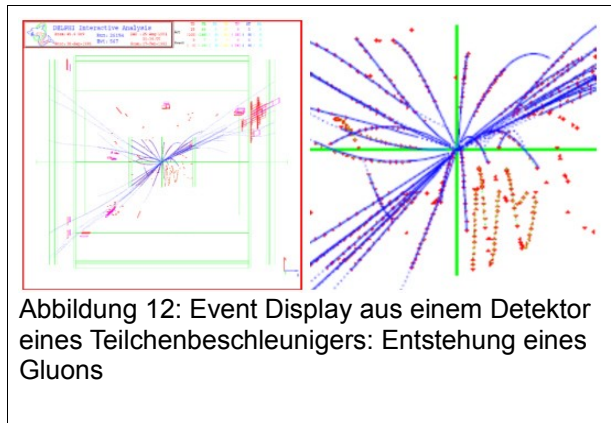 DELPHI Interactive Analysis
Abbildung 12: Event Display aus einem Detektor
eines Teilchenbeschleunigers: Entstehung eines
Gluons